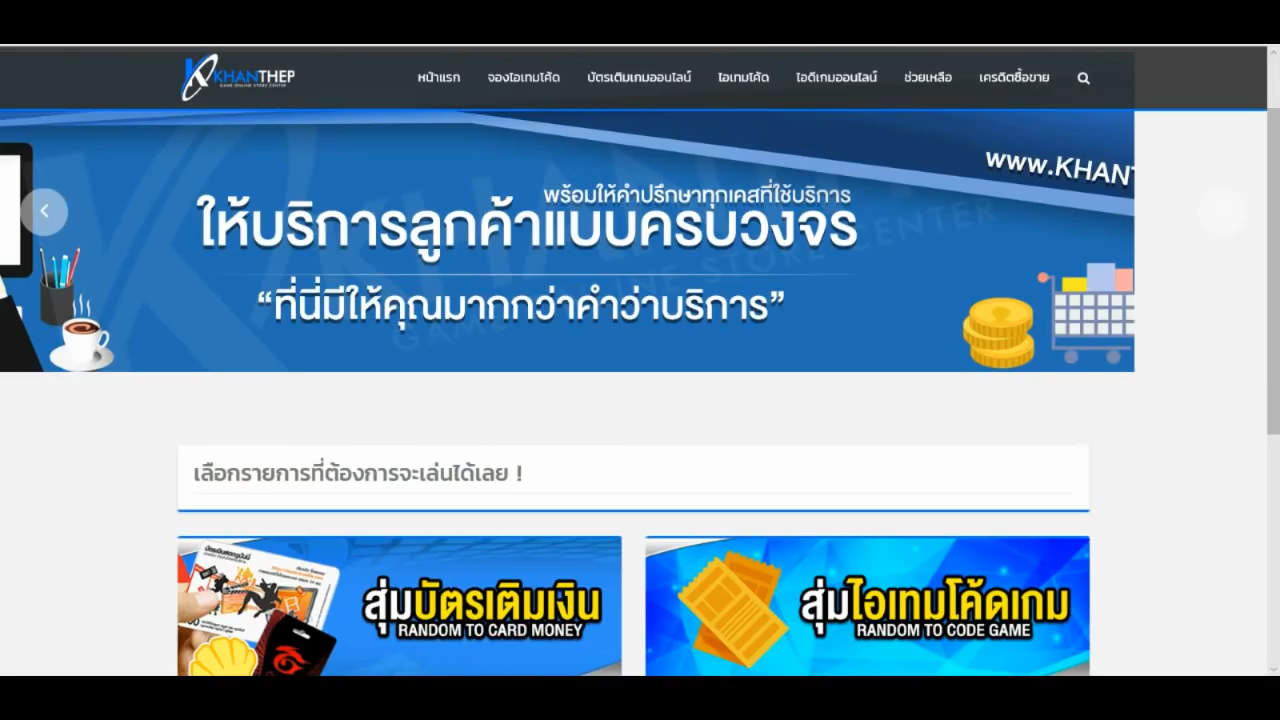 KHANTHEP
GAME ONLINE STORE CENTER
หน้าแรก
จองไอเทมโค้ด
บัตรเติมเกมออนไลน์
ไอเทมโค้ด
ไอดีเกมออนไลน์
ช่วยเหลือ
เครดิตซื้อขาย
www.KHANT
พร้อมให้คำปรึกษาทุกเคสที่ใช้บริการ
ให้บริการลูกค้าแบบครบวงจร
“ที่นี่มีให้คุณมากกว่าคำว่าบริการ”
เลือกรายการที่ต้องการจะเล่นได้เลย !
สุ่มบัตรเติมเงิน
RANDOM TO CARD MONEY
สุ่มไอเทมโค้ดเกม
RANDOM TO CODE GAME